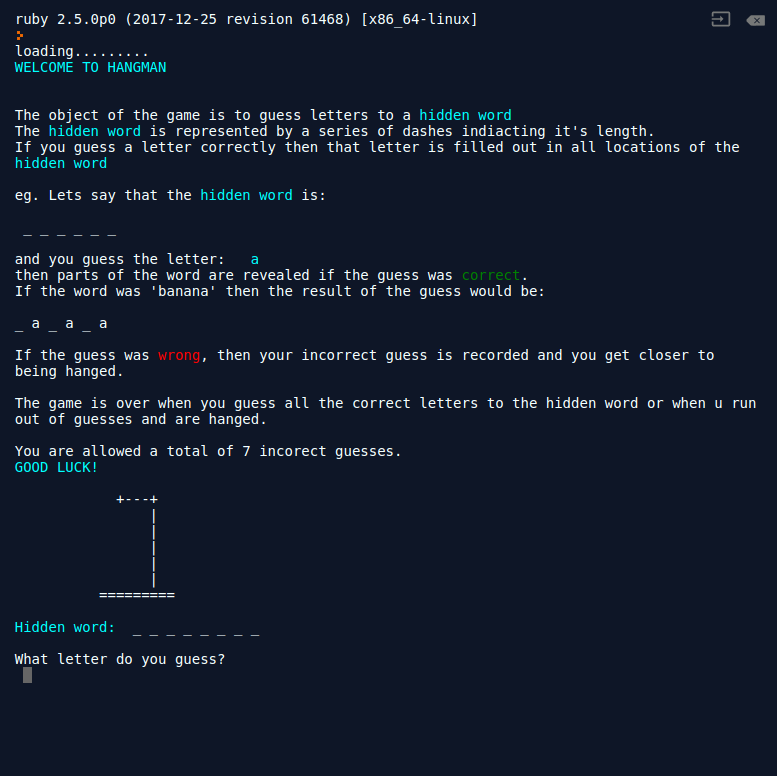 ruby 2.5.0p0 (2017-12-25 revision 61468) [x86_64-linux]
loading.........
WELCOME TO HANGMAN
The object of the game is to guess letters to a hidden word
The hidden word is represented by a series of dashes indiacting it's length.
If you guess a letter correctly then that letter is filled out in all locations of the
hidden word
eg. Lets say that the hidden word is:
_ _ _ _ _ _
and you guess the letter:   a
then parts of the word are revealed if the guess was correct.
If the word was 'banana' then the result of the guess would be:
_ a _ a _ a
If the guess was wrong, then your incorrect guess is recorded and you get closer to
being hanged.
The game is over when you guess all the correct letters to the hidden word or when u run
out of guesses and are hanged.
You are allowed a total of 7 incorect guesses.
GOOD LUCK!
+---+
|
|
|
|
|
=========
Hidden word:  _ _ _ _ _ _ _ _
What letter do you guess?